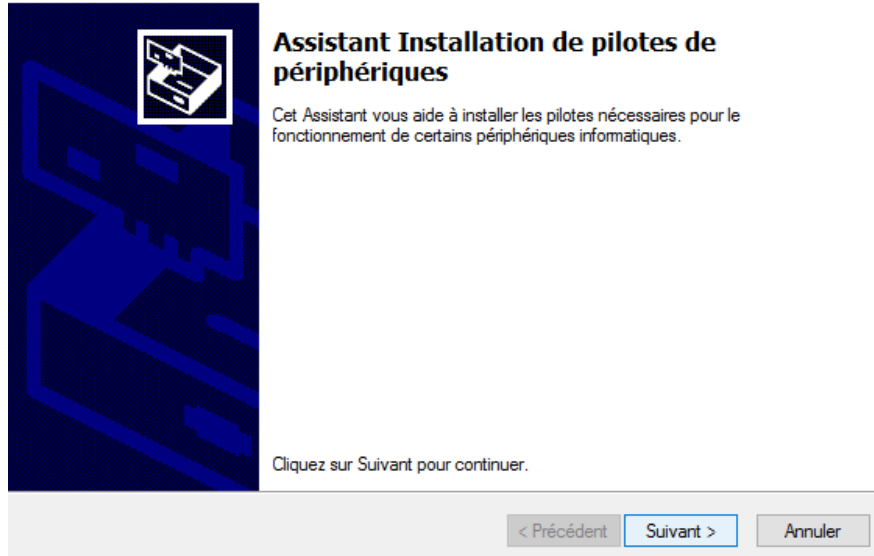 Assistant Installation de pilotes de
périphériques
Cet Assistant vous aide à installer les pilotes nécessaires pour le
fonctionnement de certains périphériques informatiques.
Cliquez sur Suivant pour continuer.
< Précédent Suivant > Annuler